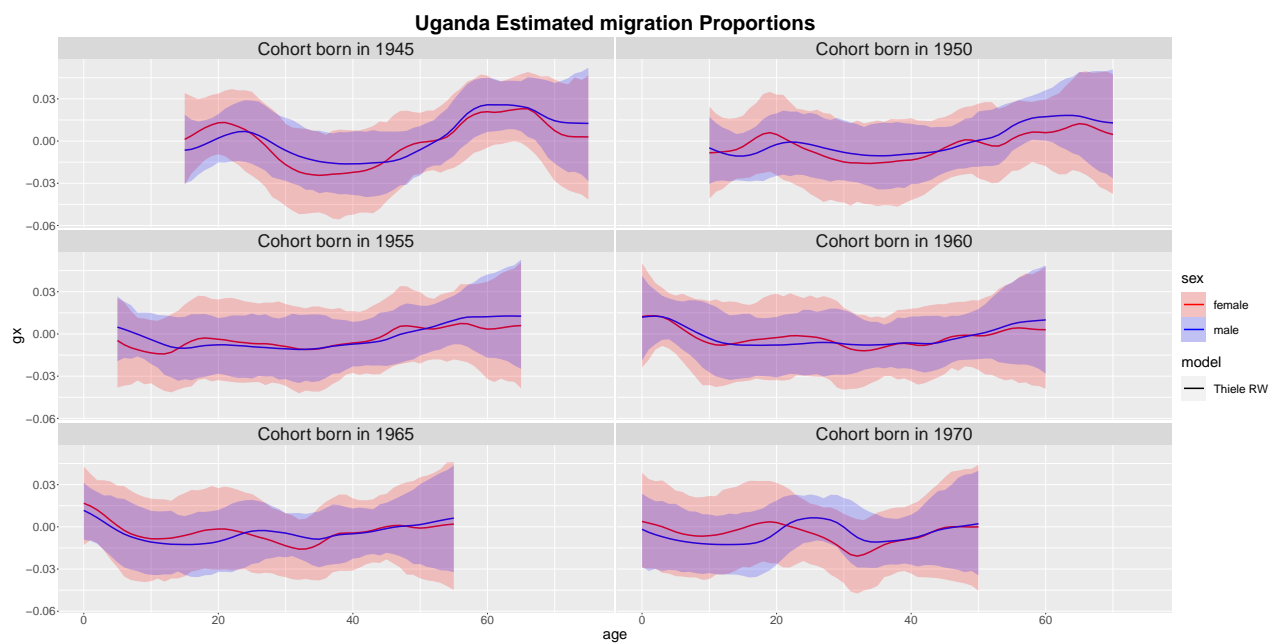 Uganda Estimated migration Proportions
Cohort born in 1945
Cohort born in 1950
0.03
0.00
−0.03
−0.06
Cohort born in 1955
Cohort born in 1960
0.03
0.00
−0.03
−0.06
Cohort born in 1965
Cohort born in 1970
0.03
0.00
−0.03
−0.06
0 20 40 60
0 20 40 60
age
gx
sex
female
male
model
Thiele RW